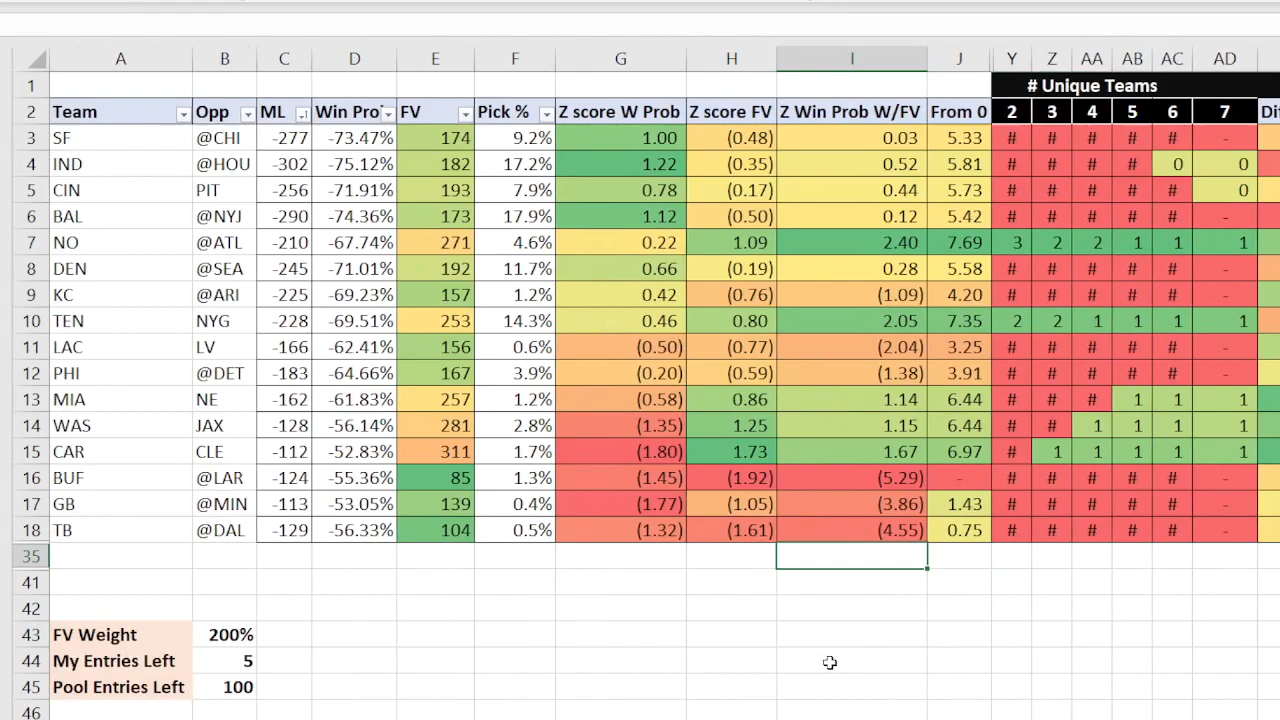 A B C D E F G H I J Y Z AA AB AC AD
1 # Unique Teams
2 Team Opp ML Win Pro FV Pick % Z score W Prob Z score FV Z Win Prob W/FV From 0 2 3 4 5 6 7
3 SF @CHI -277 -73.47% 174 9.2% 1.00 (0.48) 0.03 5.33 # # # # # -
4 IND @HOU -302 -75.12% 182 17.2% 1.22 (0.35) 0.52 5.81 # # # # 0 0
5 CIN PIT -256 -71.91% 193 7.9% 0.78 (0.17) 0.44 5.73 # # # # # 0
6 BAL @NYJ -290 -74.36% 173 17.9% 1.12 (0.50) 0.12 5.42 # # # # # -
7 NO @ATL -210 -67.74% 271 4.6% 0.22 1.09 2.40 7.69 3 2 2 1 1 1
8 DEN @SEA -245 -71.01% 192 11.7% 0.66 (0.19) 0.28 5.58 # # # # # -
9 KC @ARI -225 -69.23% 157 1.2% 0.42 (0.76) (1.09) 4.20 # # # # # -
10 TEN NYG -228 -69.51% 253 14.3% 0.46 0.80 2.05 7.35 2 2 1 1 1 1
11 LAC LV -166 -62.41% 156 0.6% (0.50) (0.77) (2.04) 3.25 # # # # # -
12 PHI @DET -183 -64.66% 167 3.9% (0.20) (0.59) (1.38) 3.91 # # # # # -
13 MIA NE -162 -61.83% 257 1.2% (0.58) 0.86 1.14 6.44 # # # 1 1 1
14 WAS JAX -128 -56.14% 281 2.8% (1.35) 1.25 1.15 6.44 # # 1 1 1 1
15 CAR CLE -112 -52.83% 311 1.7% (1.80) 1.73 1.67 6.97 # 1 1 1 1 1
16 BUF @LAR -124 -55.36% 85 1.3% (1.45) (1.92) (5.29) - # # # # # -
17 GB @MIN -113 -53.05% 139 0.4% (1.77) (1.05) (3.86) 1.43 # # # # # -
18 TB @DAL -129 -56.33% 104 0.5% (1.32) (1.61) (4.55) 0.75 # # # # # -
35
41
42
43 FV Weight 200%
44 My Entries Left 5
45 Pool Entries Left 100
46